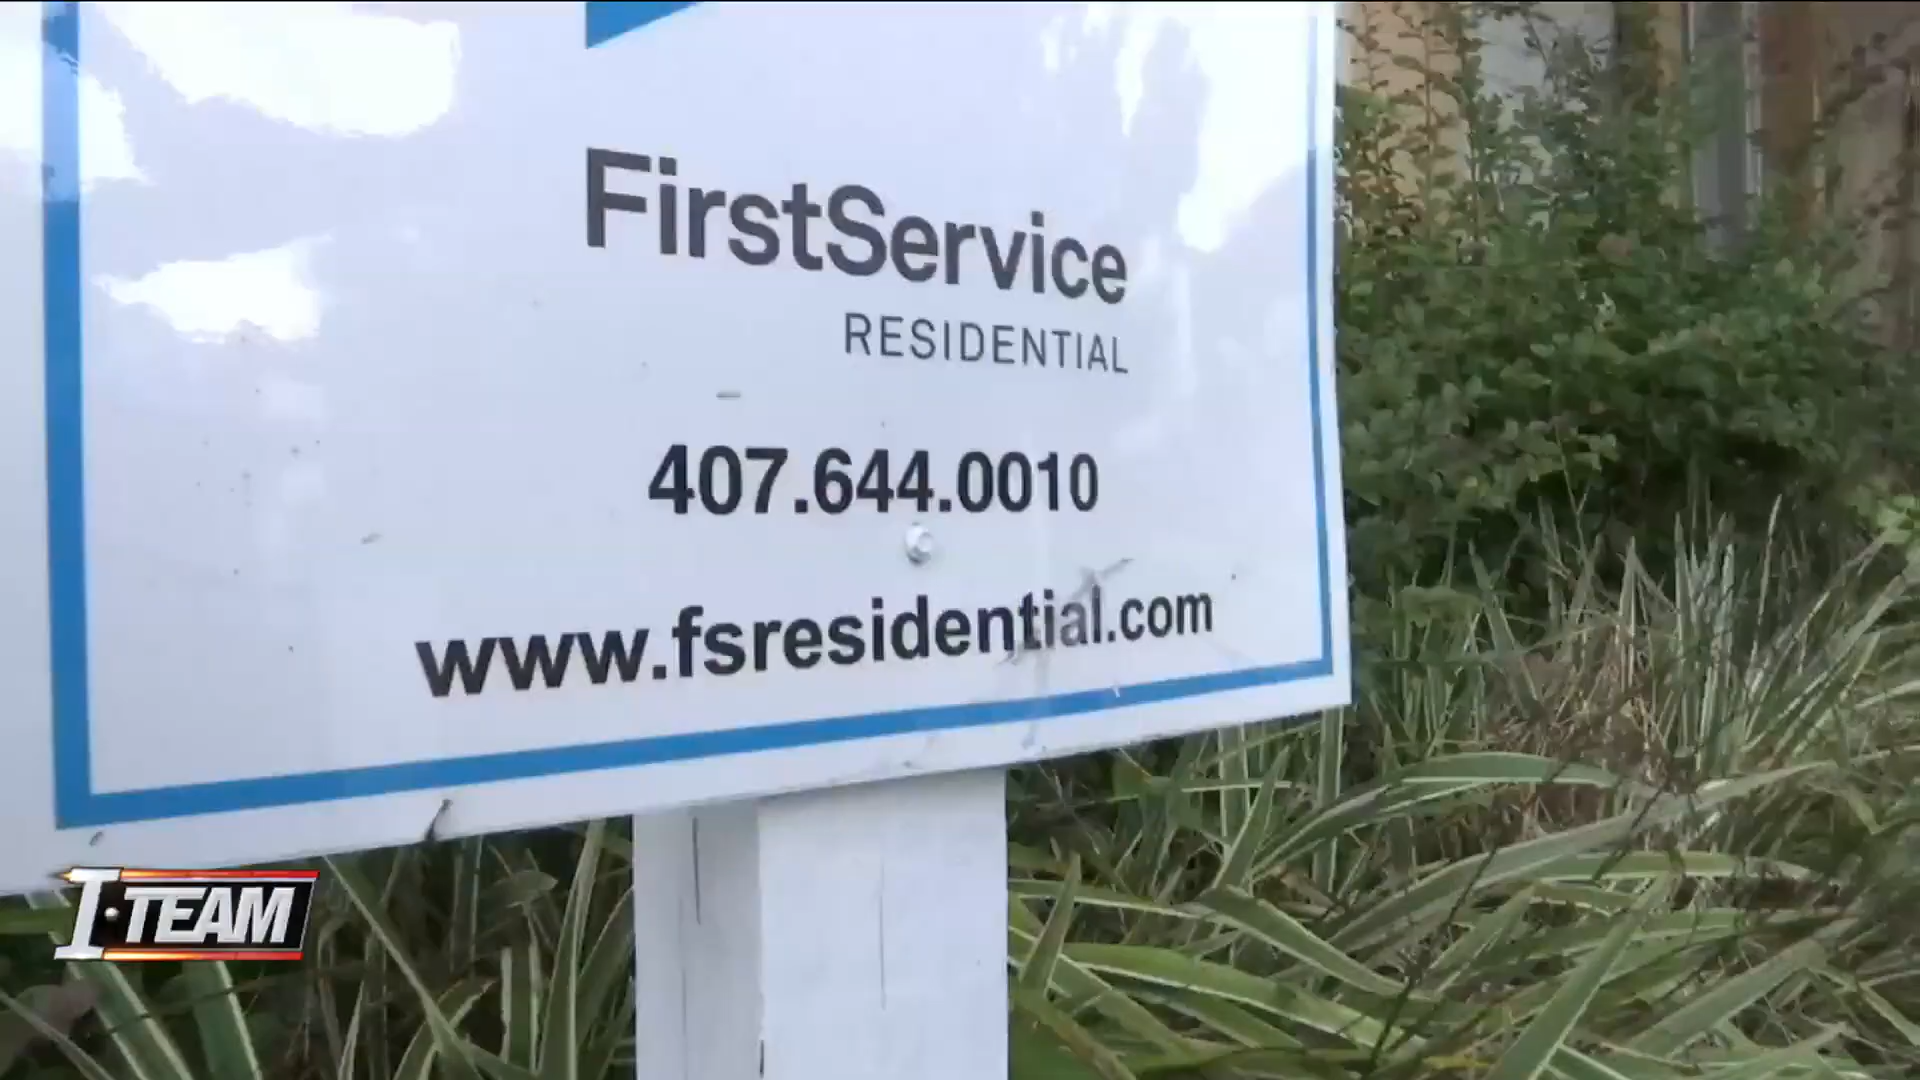 FirstService
RESIDENTIAL
407.644.0010
www.fsresidential.com
I·TEAM